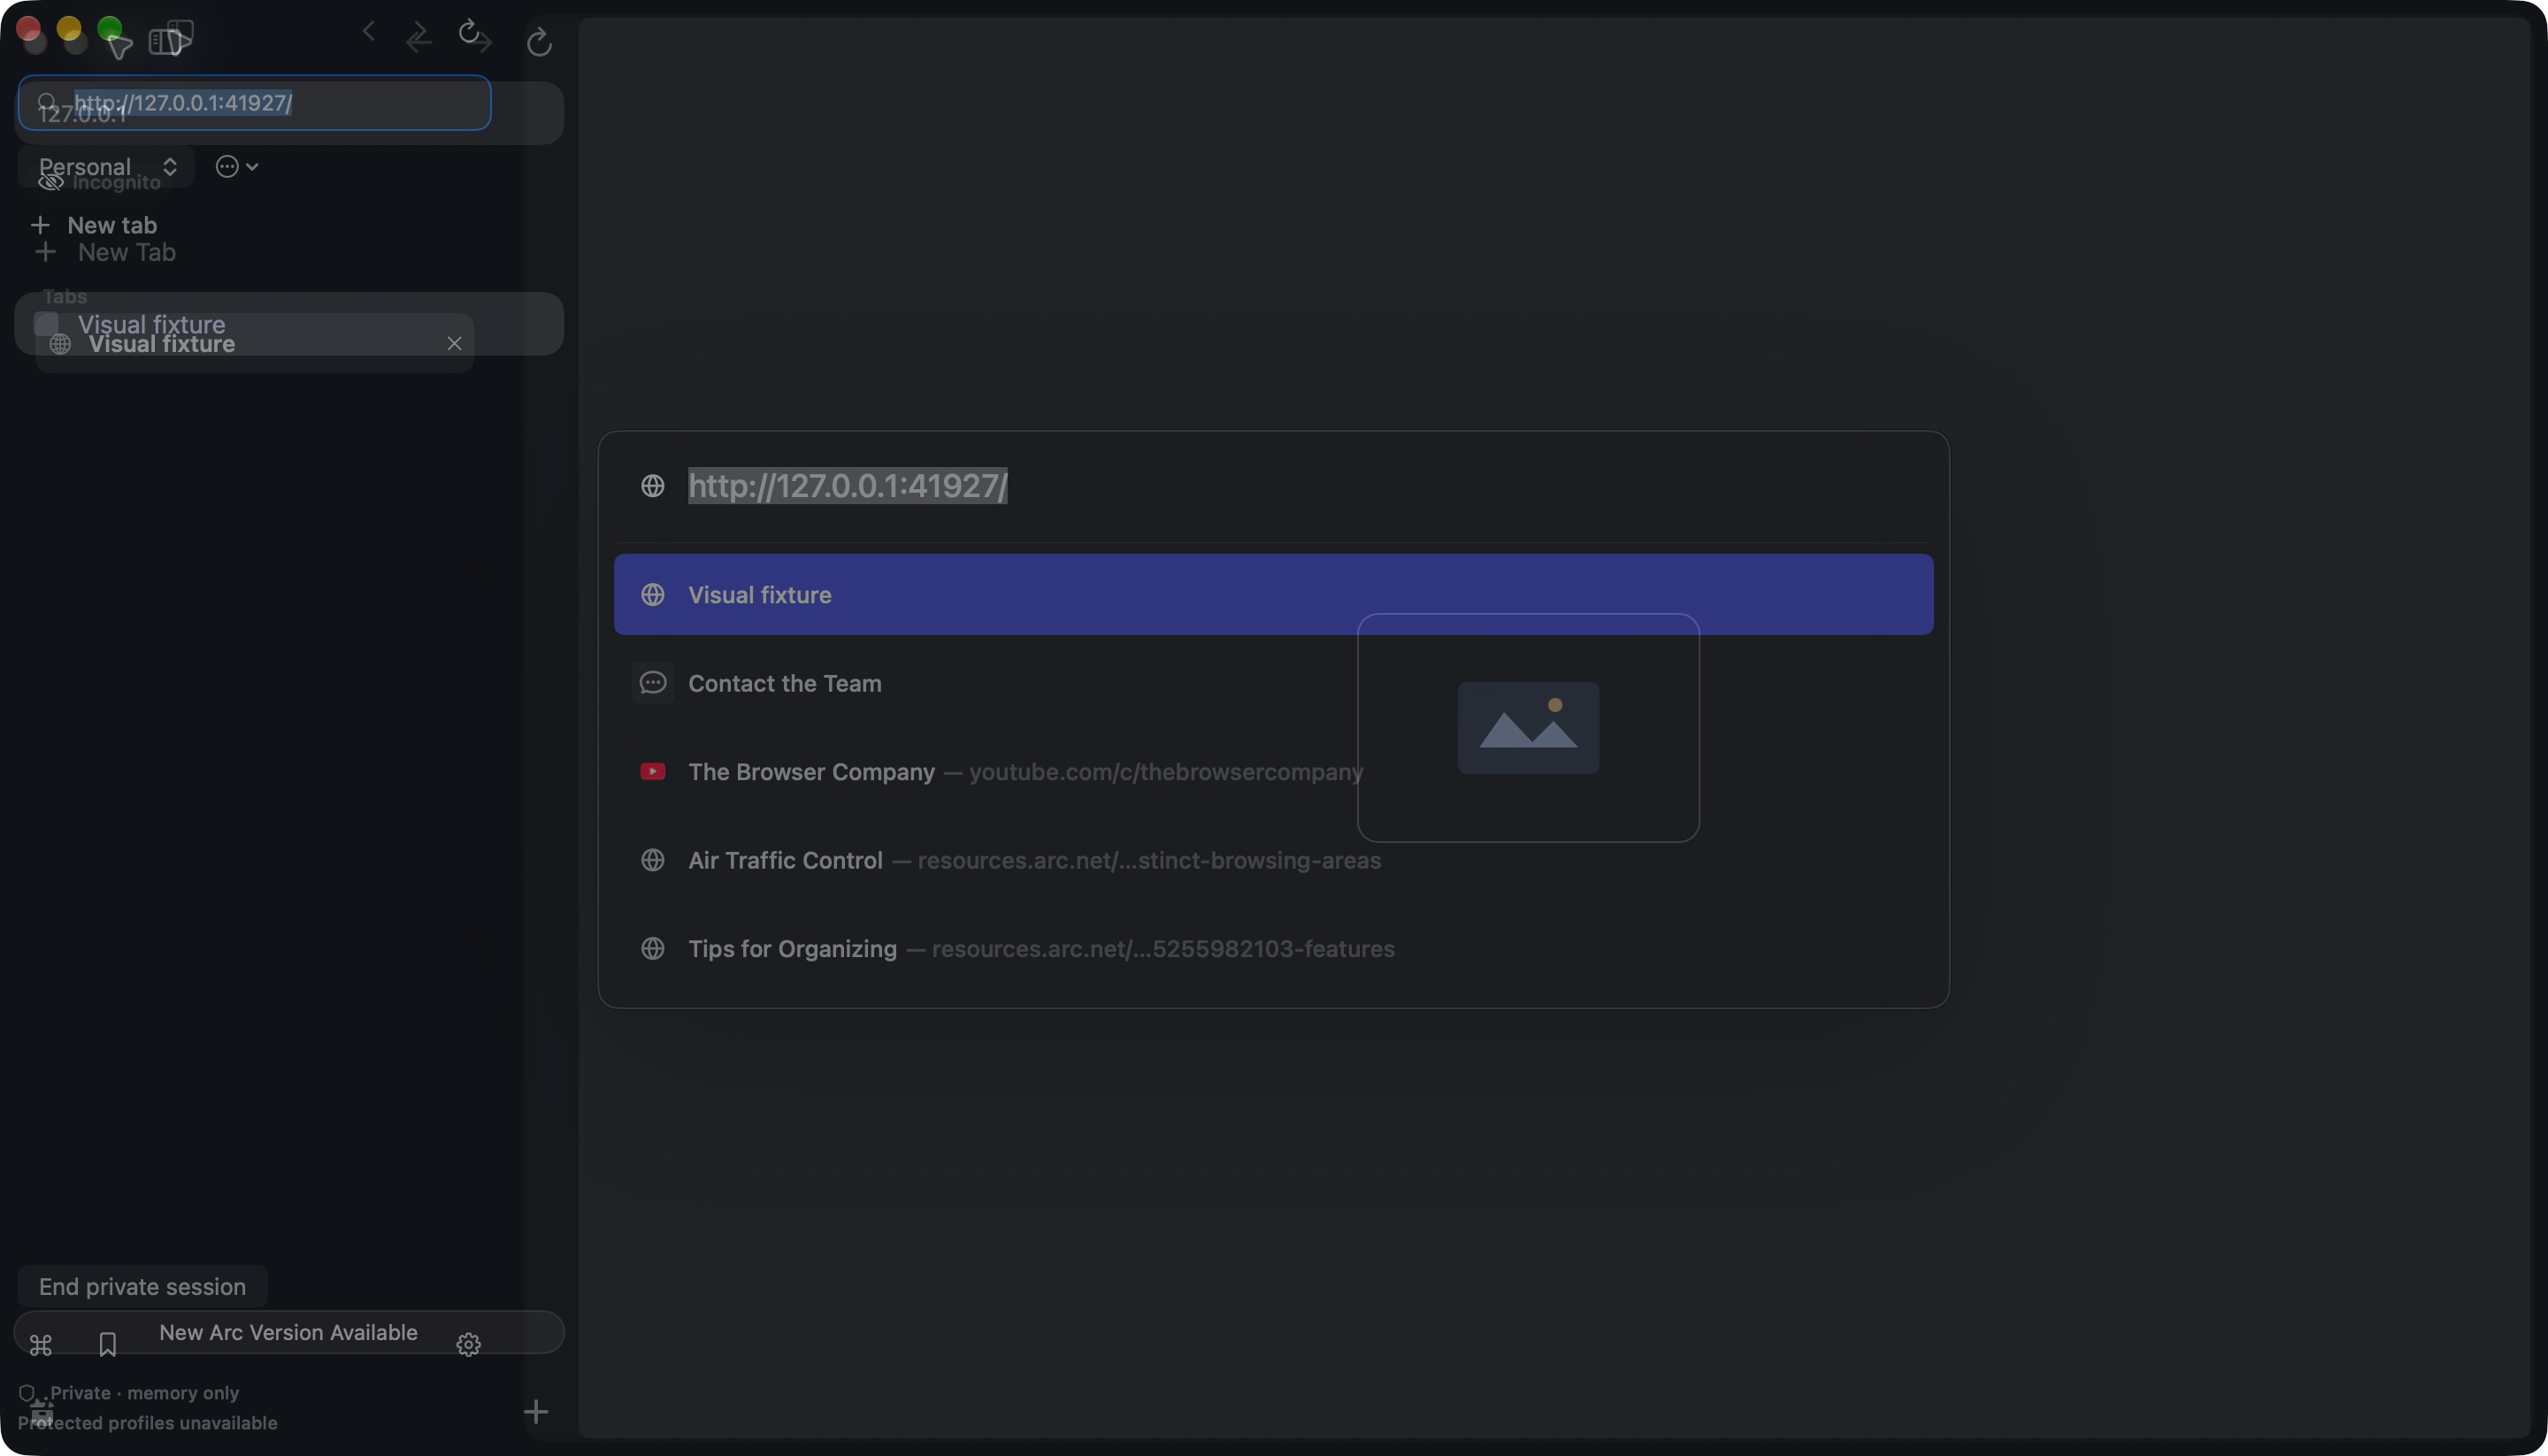 http://127.0.0.1:41927/
127.0.0.1
Personal
Incognito
New tab
New Tab
Tabs
Visual fixture
Visual fixture
http://127.0.0.1:41927/
Visual fixture
Contact the Team
The Browser Company — youtube.com/c/thebrowsercompany
Air Traffic Control — resources.arc.net/...stinct-browsing-areas
Tips for Organizing — resources.arc.net/...5255982103-features
End private session
New Arc Version Available
Private · memory only
Protected profiles unavailable